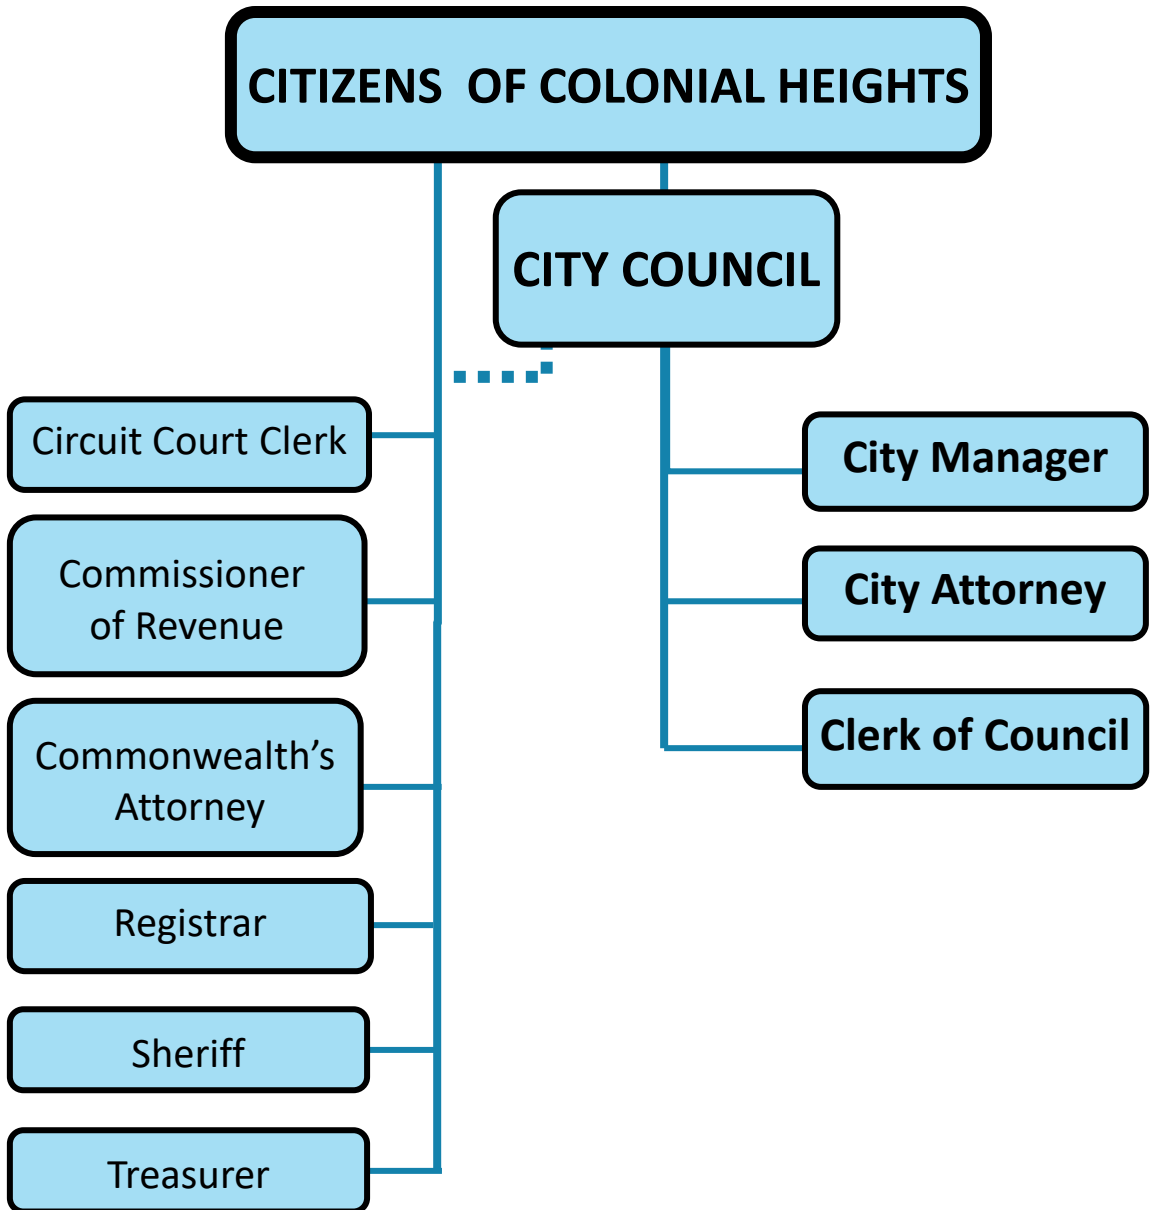 CITIZENS  OF COLONIAL HEIGHTS
CITY COUNCIL
Circuit Court Clerk
Commissioner
of Revenue
Commonwealth’s
Attorney
Registrar
Sheriff
Treasurer
City Manager
City Attorney
Clerk of Council